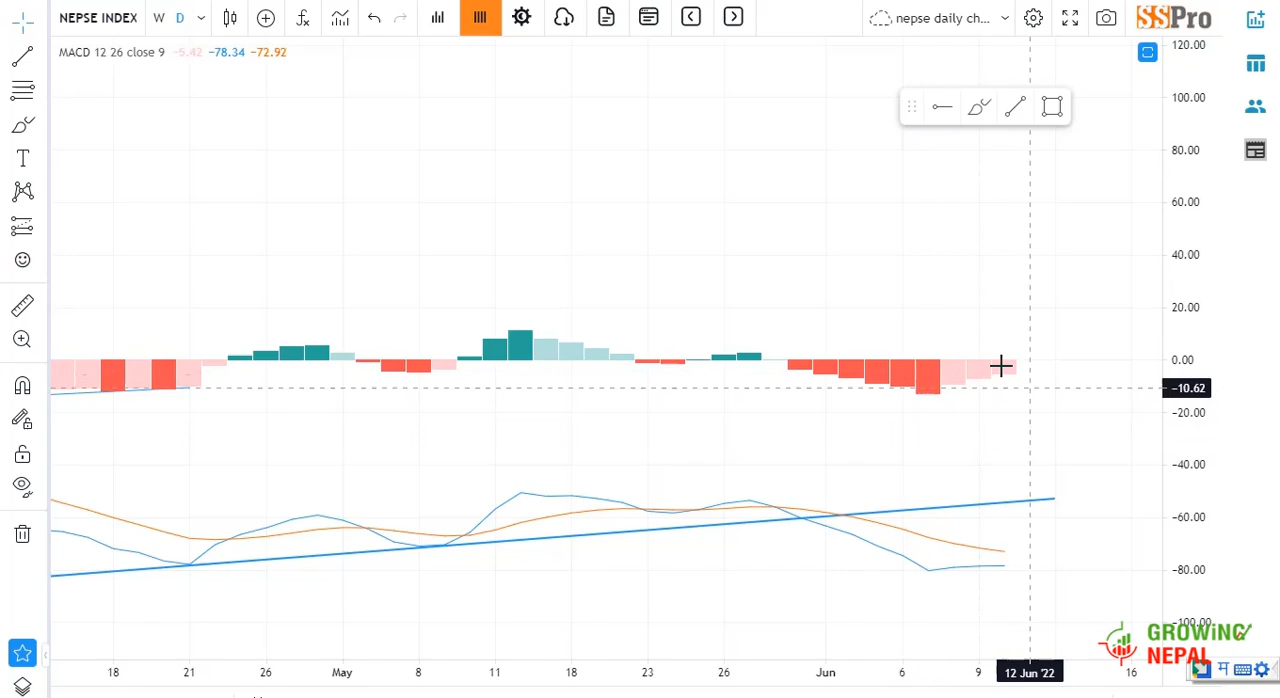 NEPSE INDEX W D nepse daily ch... SSPro
MACD 12 26 close 9 −5.42 −78.34 −72.92
120.00
100.00
80.00
60.00
40.00
20.00
0.00
−10.62
−20.00
−40.00
−60.00
−80.00
−100.00
GROWING
NEPAL
18 21 26 May 8 11 18 23 26 Jun 6 9 12 Jun '22 16